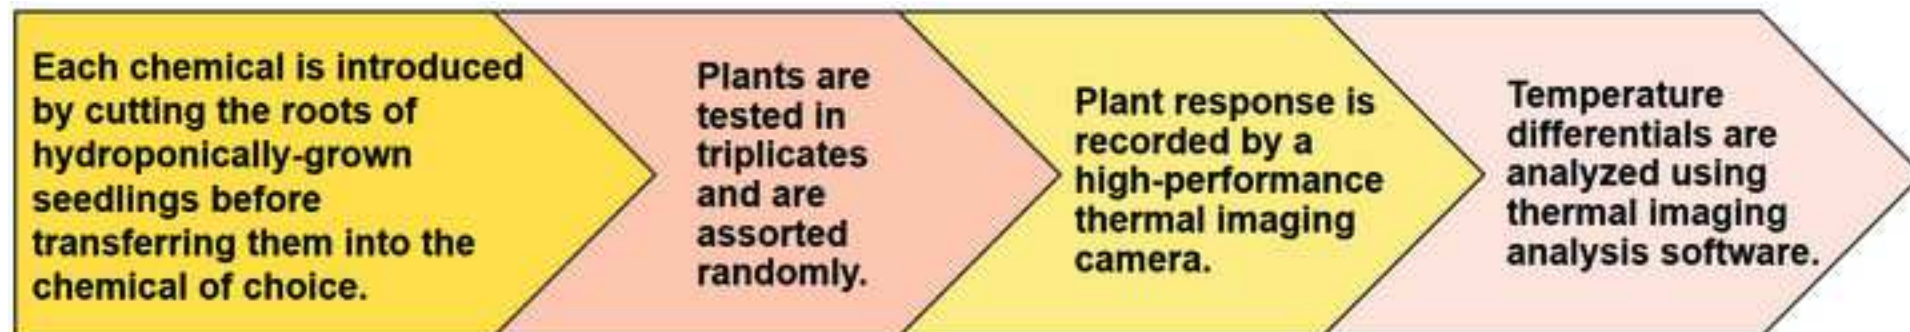 Each chemical is introduced
by cutting the roots of
hydroponically-grown
seedlings before
transferring them into the
chemical of choice.
Plants are
tested in
triplicates
and are
assorted
randomly.
Plant response is
recorded by a
high-performance
thermal imaging
camera.
Temperature
differentials are
analyzed using
thermal imaging
analysis software.